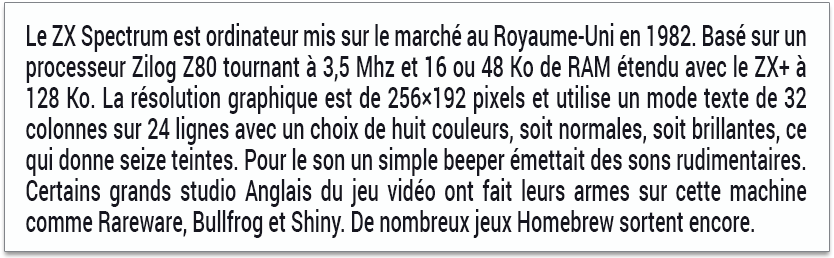 Le ZX Spectrum est ordinateur mis sur le marché au Royaume-Uni en 1982. Basé sur un
processeur Zilog Z80 tournant à 3,5 Mhz et 16 ou 48 Ko de RAM étendu avec le ZX+ à
128 Ko. La résolution graphique est de 256×192 pixels et utilise un mode texte de 32
colonnes sur 24 lignes avec un choix de huit couleurs, soit normales, soit brillantes, ce
qui donne seize teintes. Pour le son un simple beeper émettait des sons rudimentaires.
Certains grands studio Anglais du jeu vidéo ont fait leurs armes sur cette machine
comme Rareware, Bullfrog et Shiny. De nombreux jeux Homebrew sortent encore.